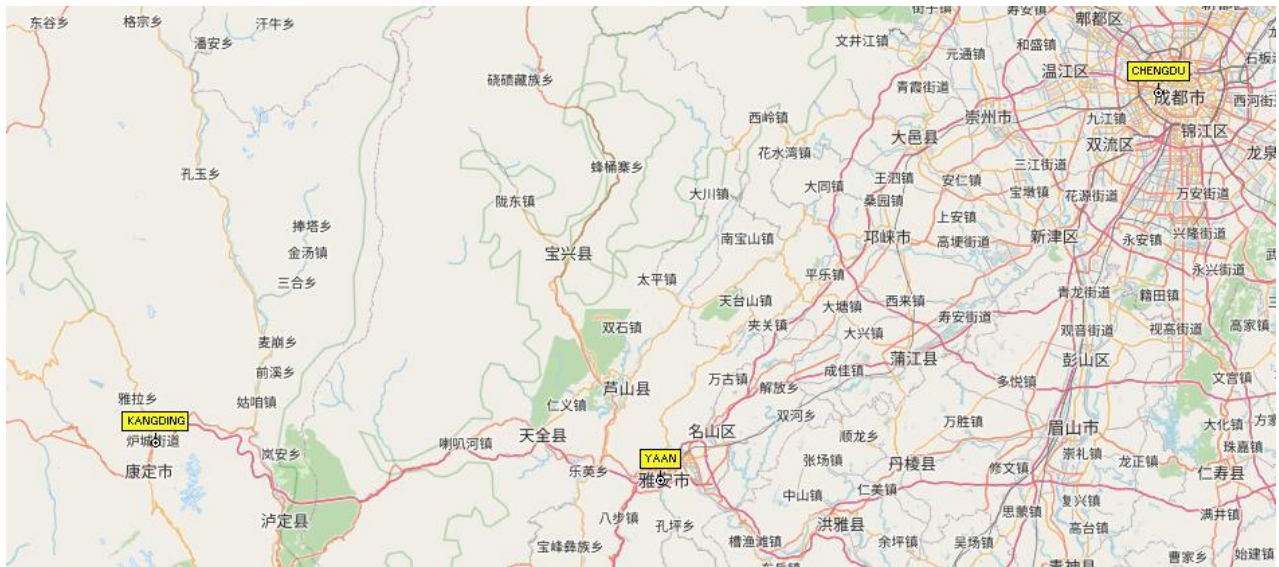 东谷乡
格宗乡
汗牛乡
潘安乡
街子镇
寿安镇
郫都区
文井江镇
元通镇
和盛镇
温江区
CHENGDU
石板
硗碛藏族乡
青霞街道
成都市
西河街
西岭镇
崇州市
九江镇
锦江区
大邑县
双流区
龙泉
花水湾镇
蜂桶寨乡
三江街道
孔玉乡
大同镇
王泗镇
安仁镇
宝墩镇
花源街道
万安街道
陇东镇
大川镇
桑园镇
捧塔乡
上安镇
南宝山镇
邛崃市
高埂街道
新津区
永安镇
兴隆街道
金汤镇
宝兴县
武
三合乡
太平镇
平乐镇
永兴街道
天台山镇
大塘镇
西来镇
青龙街道
籍田镇
双石镇
夹关镇
大兴镇
寿安街道
观音街道
视高街道
高家镇
麦崩乡
蒲江县
彭山区
前溪乡
芦山县
万古镇
解放乡
成佳镇
多悦镇
文宫镇
雅拉乡
姑咱镇
仁义镇
双河乡
万胜镇
KANGDING
炉城街道
喇叭河镇
天全县
名山区
顺龙乡
眉山市
大化镇
方家
岚安乡
YAAN
张场镇
丹棱县
修文镇
崇礼镇
龙正镇
珠嘉镇
康定市
乐英乡
雅安市
中山镇
仁美镇
复兴镇
仁寿县
泸定县
八步镇
孔坪乡
洪雅县
思蒙镇
高台镇
满井镇
宝峰彝族乡
槽渔滩镇
余坪镇
吴场镇
曹家乡
始建镇